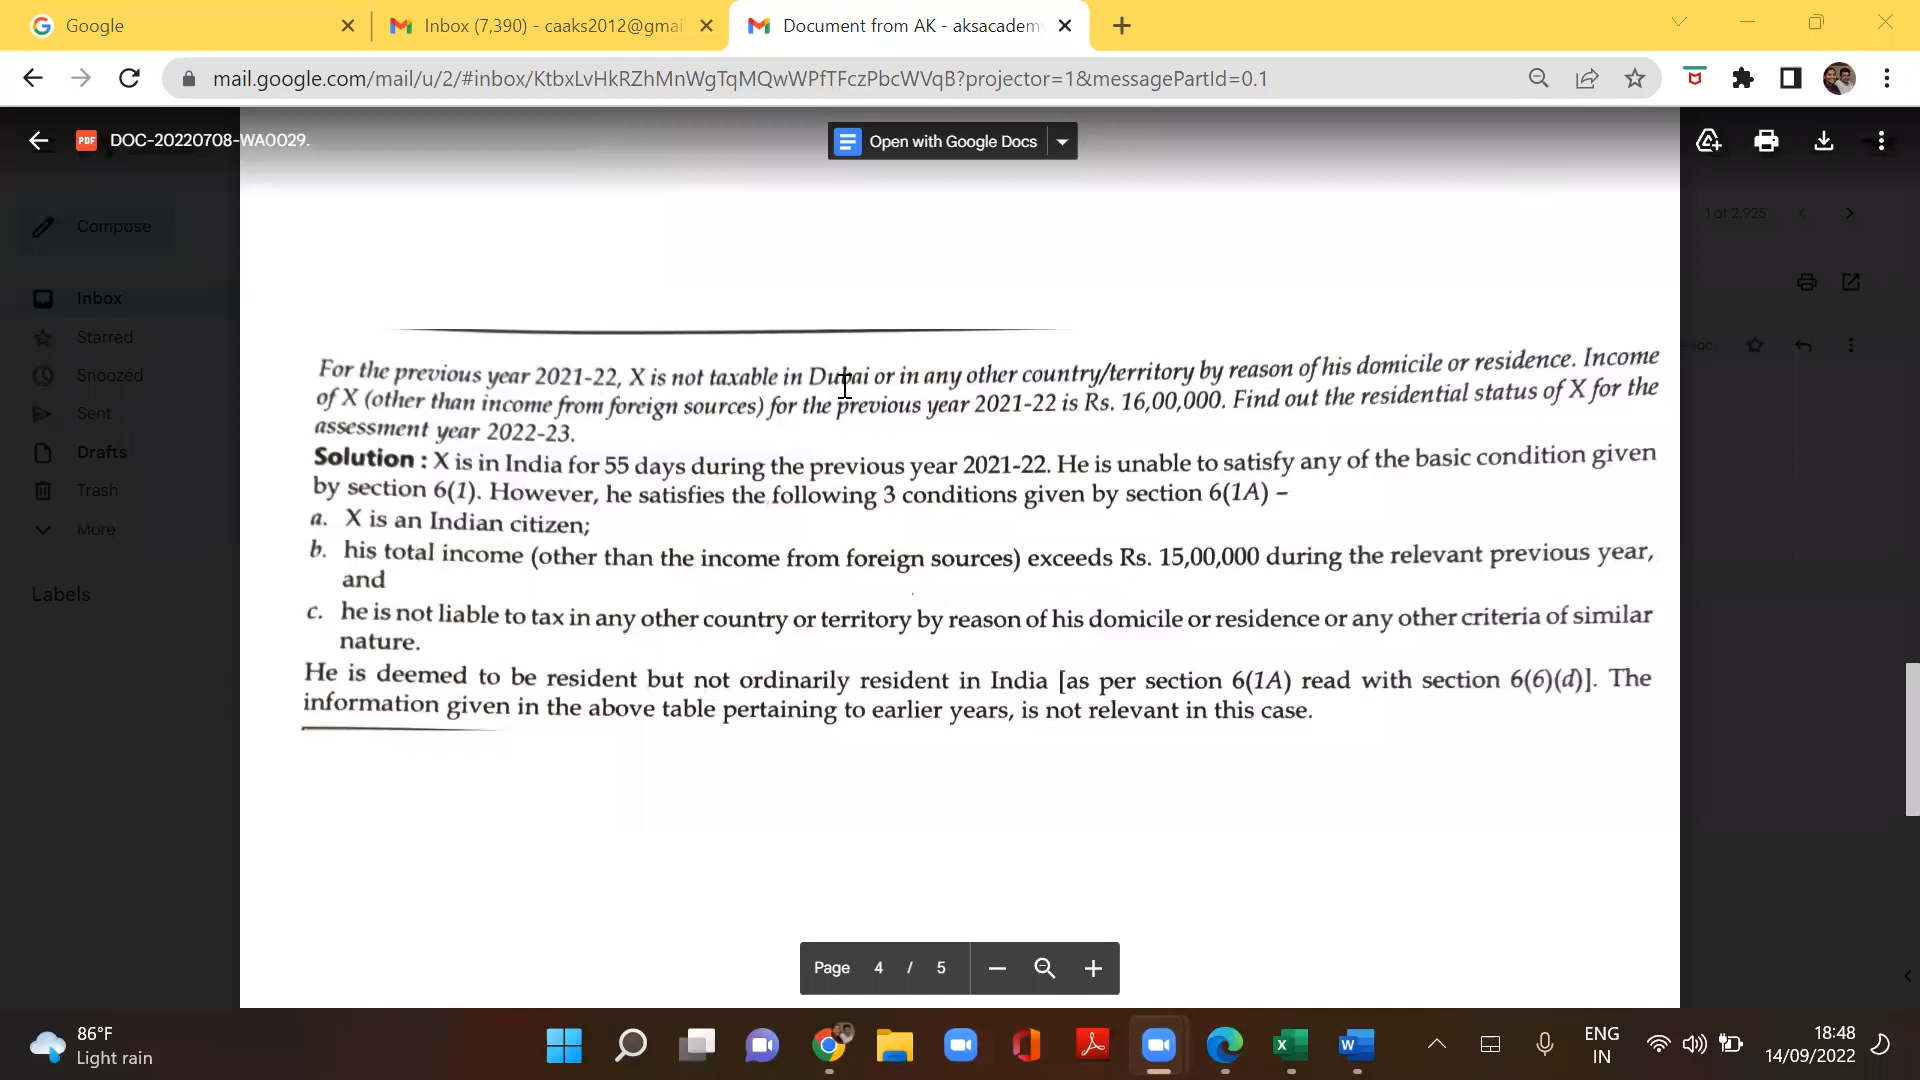 Google
Inbox (7,390) - caaks2012@gmai
Document from AK - aksacadem
mail.google.com/mail/u/2/#inbox/KtbxLvHkRZhMnWgTqMQwWPfTFczPbcWVqB?projector=1&messagePartId=0.1
PDF DOC-20220708-WA0029.
Open with Google Docs
Compose
1 of 2,925
Inbox
Starred
Snoozed
Sent
Drafts
Trash
More
Labels
For the previous year 2021-22, X is not taxable in Dubai or in any other country/territory by reason of his domicile or residence. Income
of X (other than income from foreign sources) for the previous year 2021-22 is Rs. 16,00,000. Find out the residential status of X for the
assessment year 2022-23.
Solution : X is in India for 55 days during the previous year 2021-22. He is unable to satisfy any of the basic condition given
by section 6(1). However, he satisfies the following 3 conditions given by section 6(1A) –
a. X is an Indian citizen;
b. his total income (other than the income from foreign sources) exceeds Rs. 15,00,000 during the relevant previous year,
and
c. he is not liable to tax in any other country or territory by reason of his domicile or residence or any other criteria of similar
nature.
He is deemed to be resident but not ordinarily resident in India [as per section 6(1A) read with section 6(6)(d)]. The
information given in the above table pertaining to earlier years, is not relevant in this case.
Page 4 / 5
86°F
Light rain
ENG
IN
18:48
14/09/2022